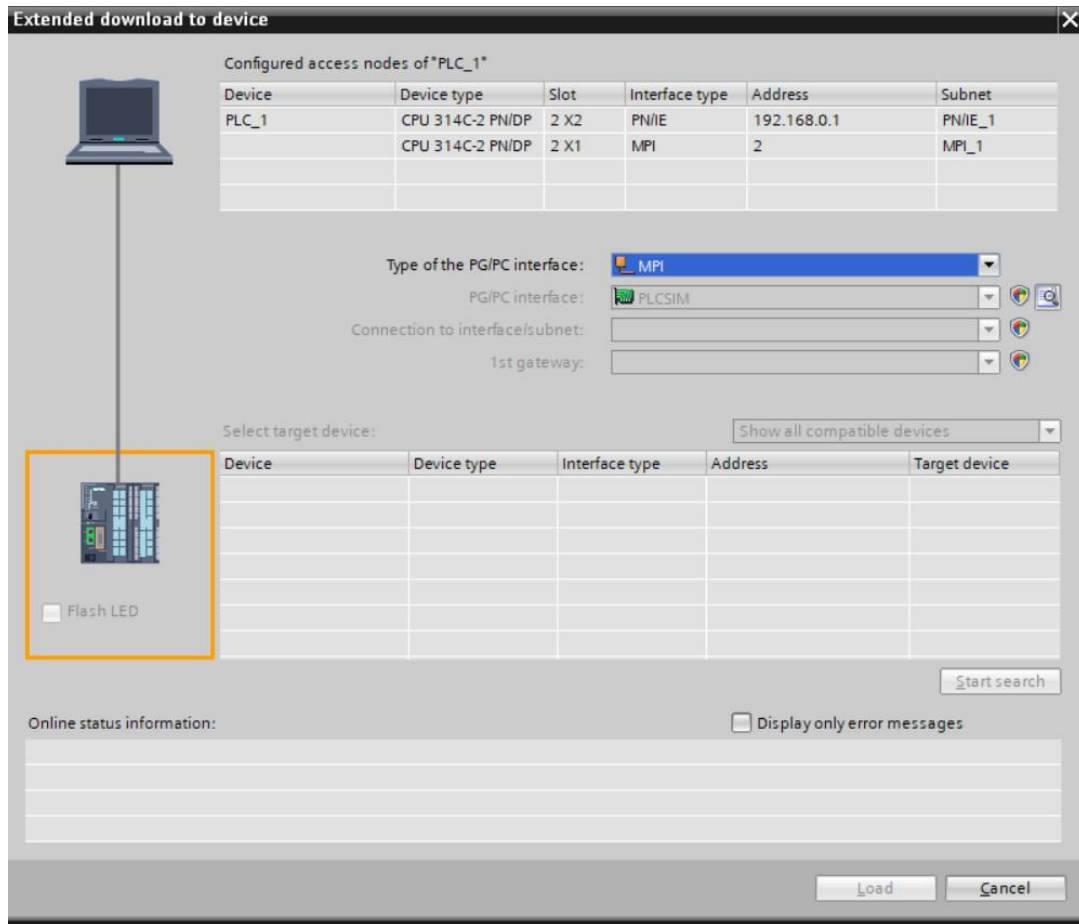 Extended download to device
Configured access nodes of "PLC_1"
Device Device type Slot Interface type Address Subnet
PLC_1 CPU 314C-2 PN/DP 2 X2 PN/IE 192.168.0.1 PN/IE_1
CPU 314C-2 PN/DP 2 X1 MPI 2 MPI_1
Type of the PG/PC interface: MPI
PG/PC interface: PLCSIM
Connection to interface/subnet:
1st gateway:
Select target device: Show all compatible devices
Device Device type Interface type Address Target device
Flash LED
Start search
Online status information: Display only error messages
Load Cancel